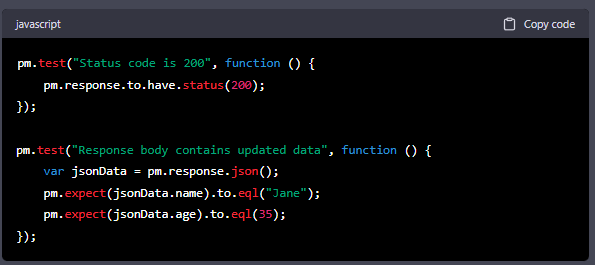 javascript
Copy code
pm.test("Status code is 200", function () {
    pm.response.to.have.status(200);
});

pm.test("Response body contains updated data", function () {
    var jsonData = pm.response.json();
    pm.expect(jsonData.name).to.eql("Jane");
    pm.expect(jsonData.age).to.eql(35);
});